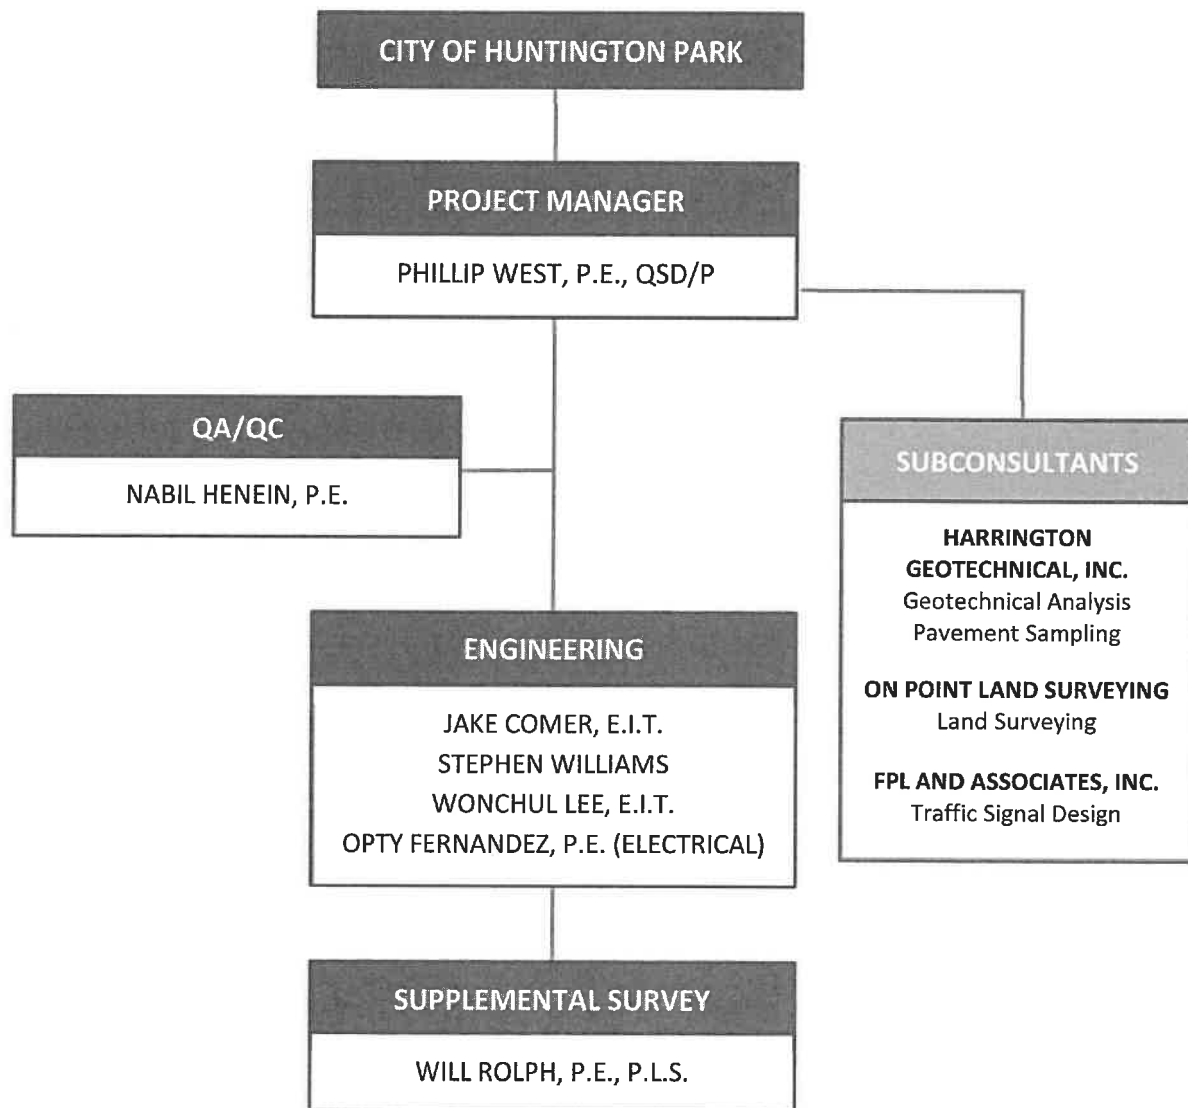 CITY OF HUNTINGTON PARK
PROJECT MANAGER
PHILLIP WEST, P.E., QSD/P
QA/QC
NABIL HENEIN, P.E.
SUBCONSULTANTS
HARRINGTON
GEOTECHNICAL, INC.
Geotechnical Analysis
Pavement Sampling
ON POINT LAND SURVEYING
Land Surveying
FPL AND ASSOCIATES, INC.
Traffic Signal Design
ENGINEERING
JAKE COMER, E.I.T.
STEPHEN WILLIAMS
WONCHUL LEE, E.I.T.
OPTY FERNANDEZ, P.E. (ELECTRICAL)
SUPPLEMENTAL SURVEY
WILL ROLPH, P.E., P.L.S.